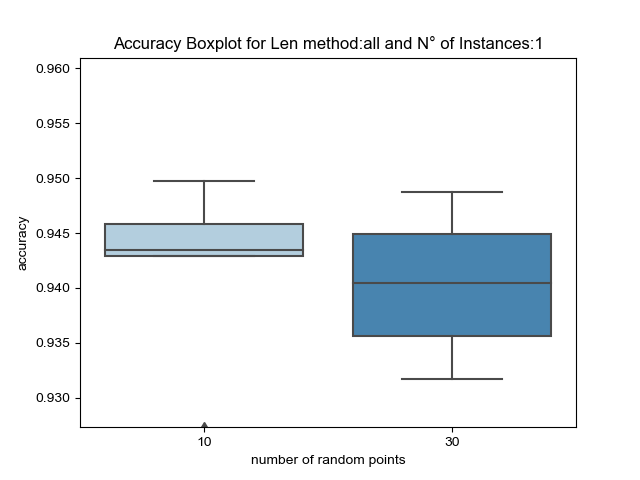 Accuracy Boxplot for Len method:all and N° of Instances:1
0.960
0.955
0.950
0.945
0.940
0.935
0.930
accuracy
10 30
number of random points